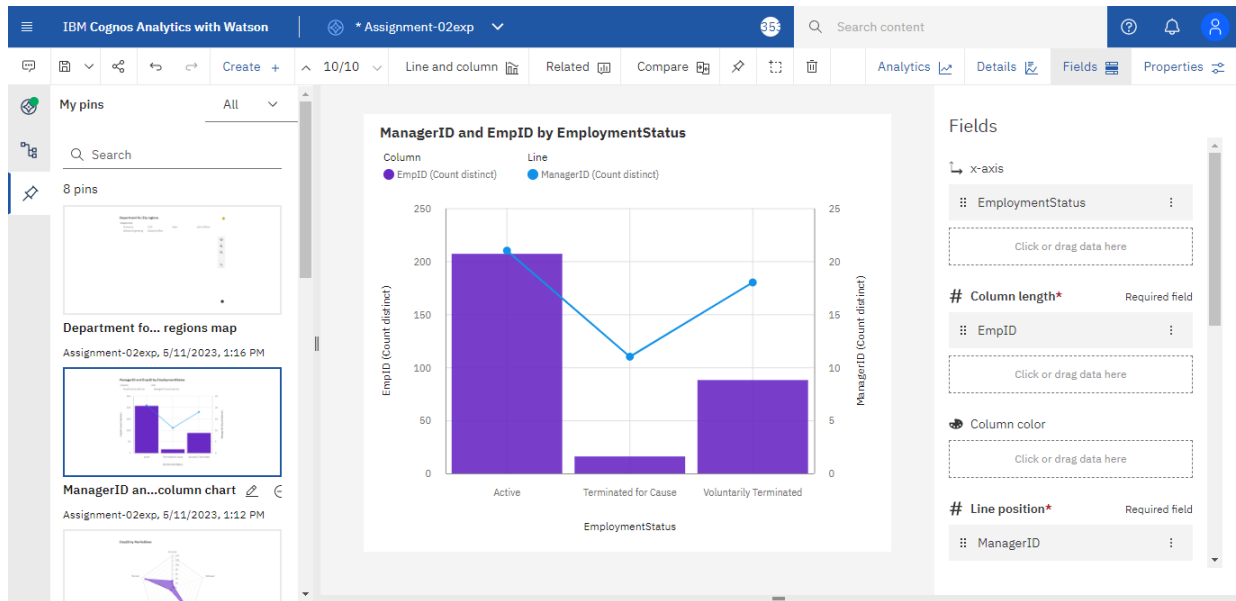 IBM Cognos Analytics with Watson
* Assignment-02exp
353
Search content
Create +
10/10
Line and column
Related
Compare
Analytics
Details
Fields
Properties
My pins
All
Search
8 pins
Department fo... regions map
Assignment-02exp, 5/11/2023, 1:16 PM
ManagerID an...column chart
Assignment-02exp, 5/11/2023, 1:12 PM
ManagerID and EmpID by EmploymentStatus
Column
Line
EmpID (Count distinct)
ManagerID (Count distinct)
EmpID (Count distinct)
250
200
150
100
50
0
25
20
15
10
5
0
ManagerID (Count distinct)
Active
Terminated for Cause
Voluntarily Terminated
EmploymentStatus
Fields
x-axis
EmploymentStatus
Click or drag data here
# Column length*
Required field
EmpID
Click or drag data here
Column color
Click or drag data here
# Line position*
Required field
ManagerID